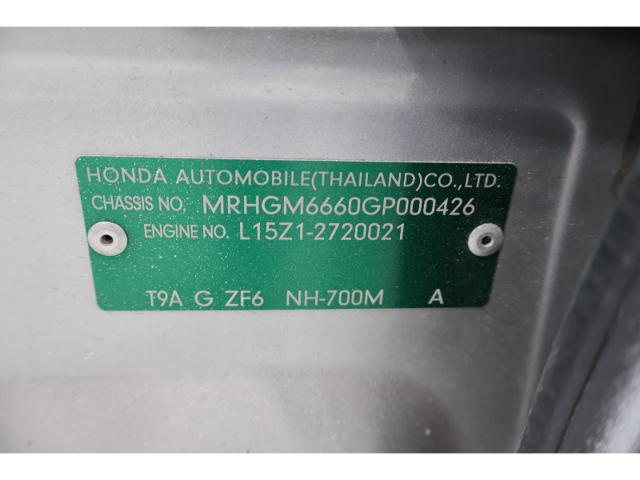 HONDA AUTOMOBILE(THAILAND)CO.,LTD.
CHASSIS NO. MRHGM6660GP000426
ENGINE NO. L15Z1-2720021
T9A G ZF6 NH-700M A